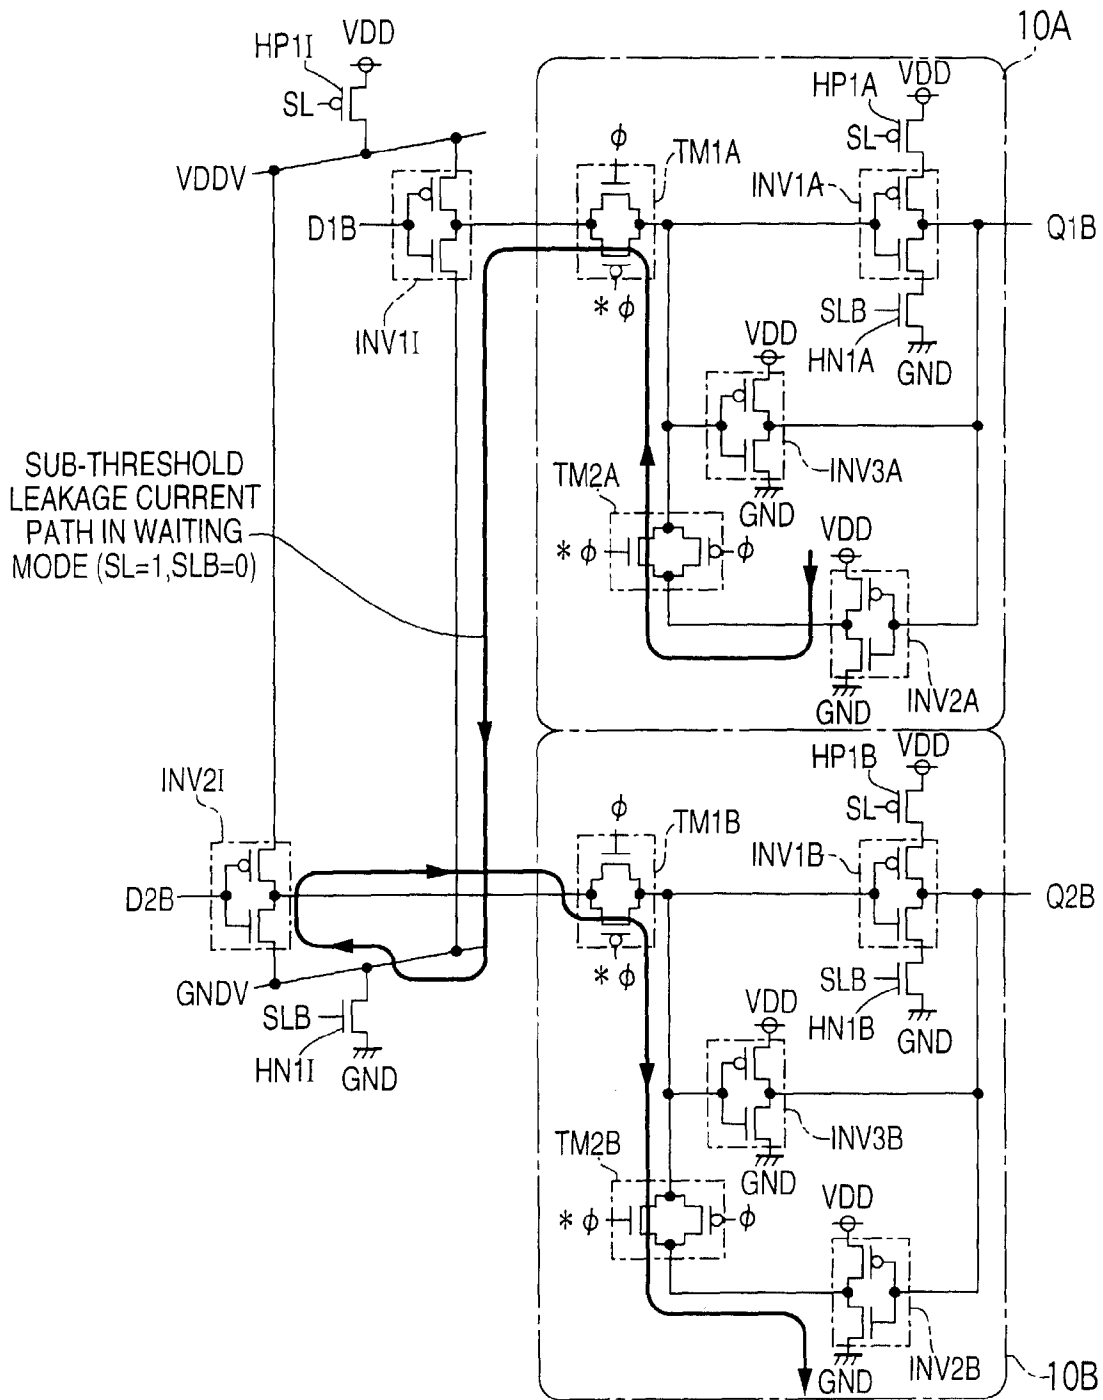 10A
HP1I
VDD
SL
VDDV
D1B
INV1I
ϕ
TM1A
* ϕ
HP1A
VDD
SL
INV1A
Q1B
SLB
HN1A
GND
VDD
INV3A
GND
TM2A
* ϕ
ϕ
VDD
INV2A
GND
SUB-THRESHOLD
LEAKAGE CURRENT
PATH IN WAITING
MODE (SL=1,SLB=0)
INV2I
D2B
GNDV
SLB
HN1I
GND
ϕ
TM1B
* ϕ
HP1B
VDD
SL
INV1B
Q2B
SLB
HN1B
GND
VDD
INV3B
GND
TM2B
* ϕ
ϕ
VDD
INV2B
GND
10B